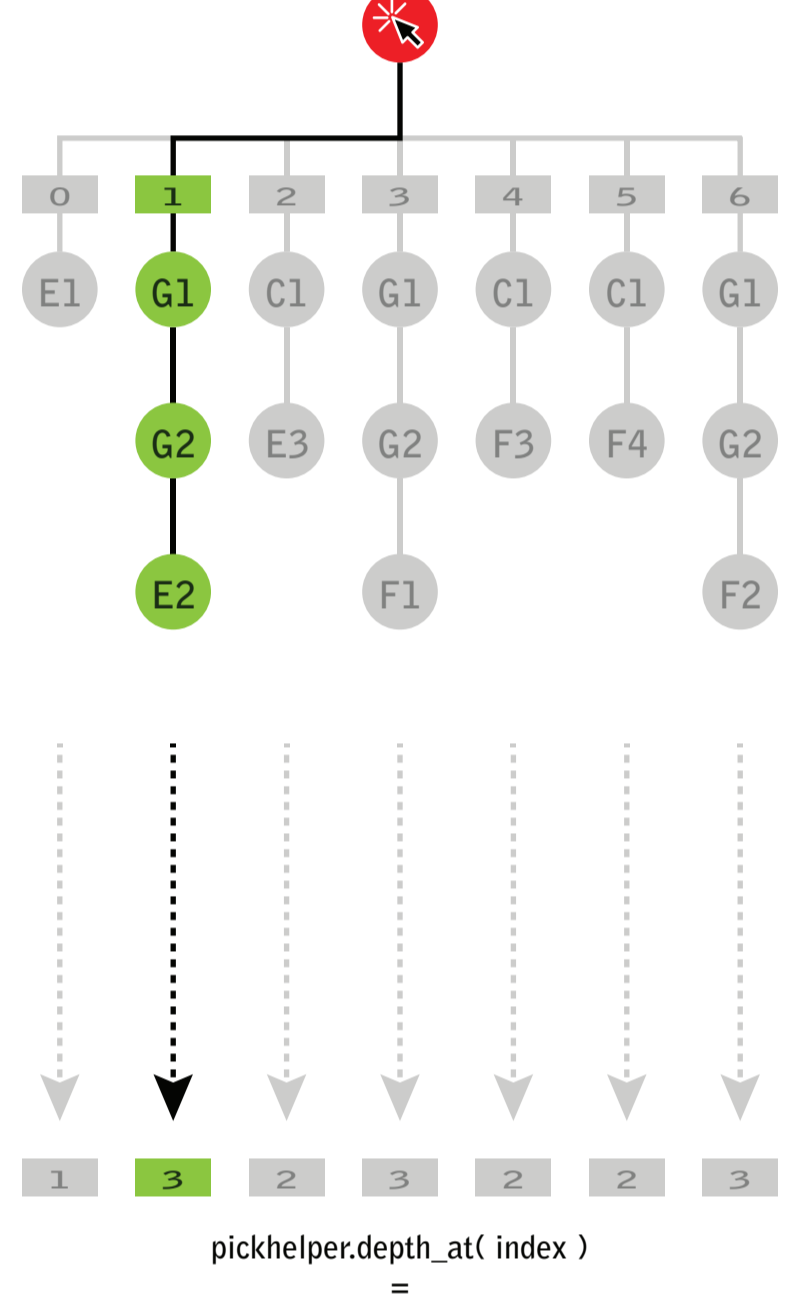 0 1 2 3 4 5 6
E1 G1 C1 G1 C1 C1 G1
G2 E3 G2 F3 F4 G2
E2 F1 F2
1 3 2 3 2 2 3
pickhelper.depth_at( index )
=